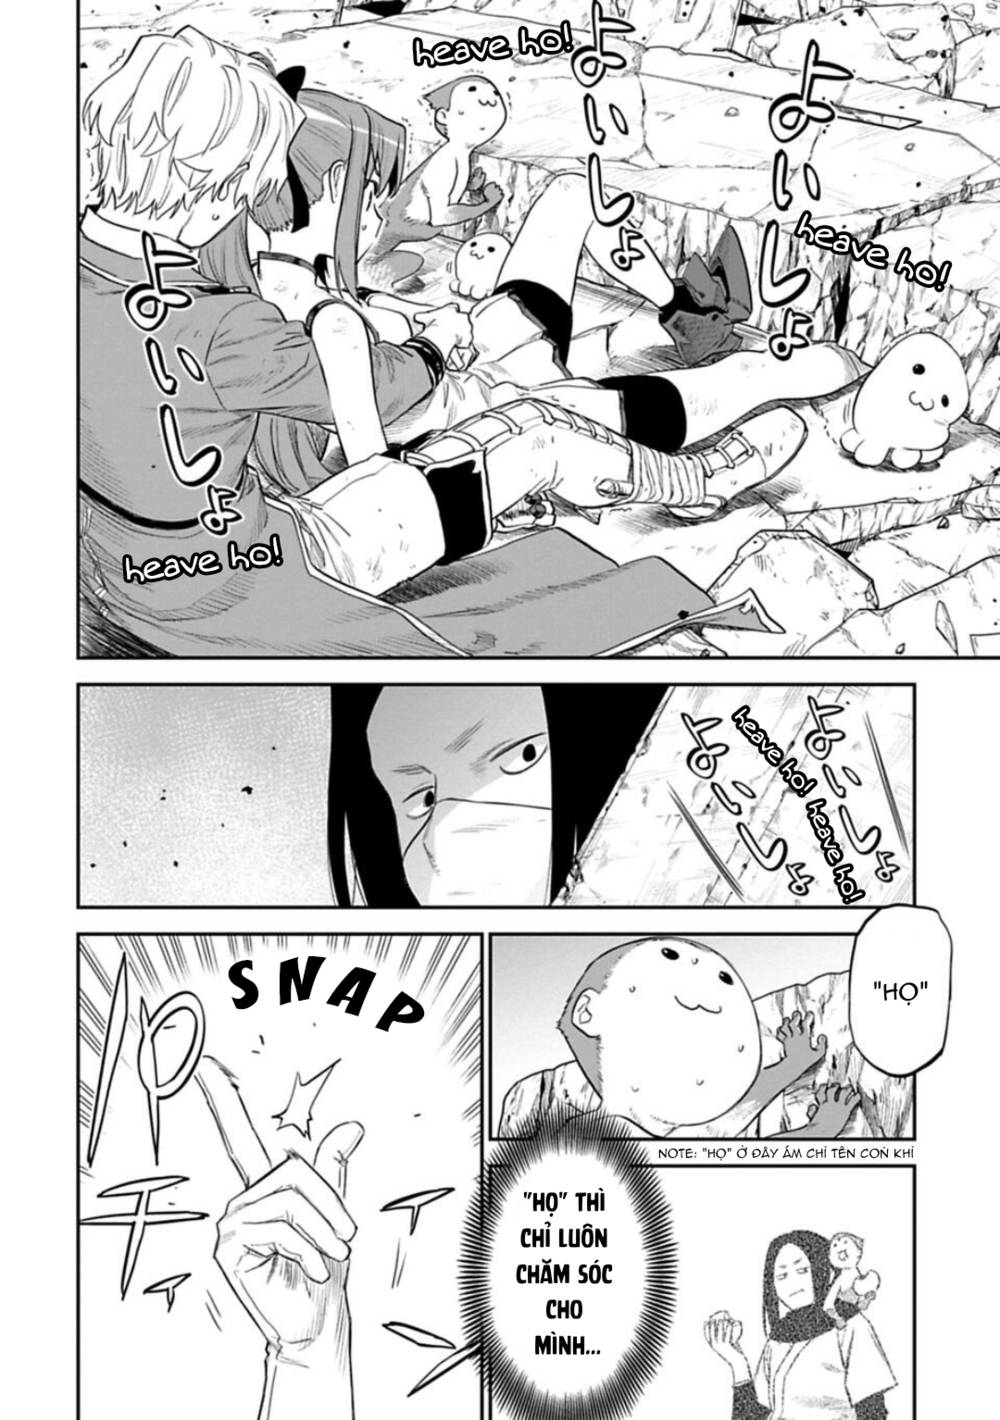 heave ho!
よいしょ
よいしょ
heave ho!
よいしょ
heave ho!
よいしょ
heave ho!
よいしょ
heave ho!
"HỌ"
NOTE: "HỌ" Ở ĐÂY ÁM CHỈ TÊN CON KHỈ
SNAP
パチン
"HỌ" THÌ
CHỈ LUÔN
CHĂM SÓC
CHO
MÌNH...